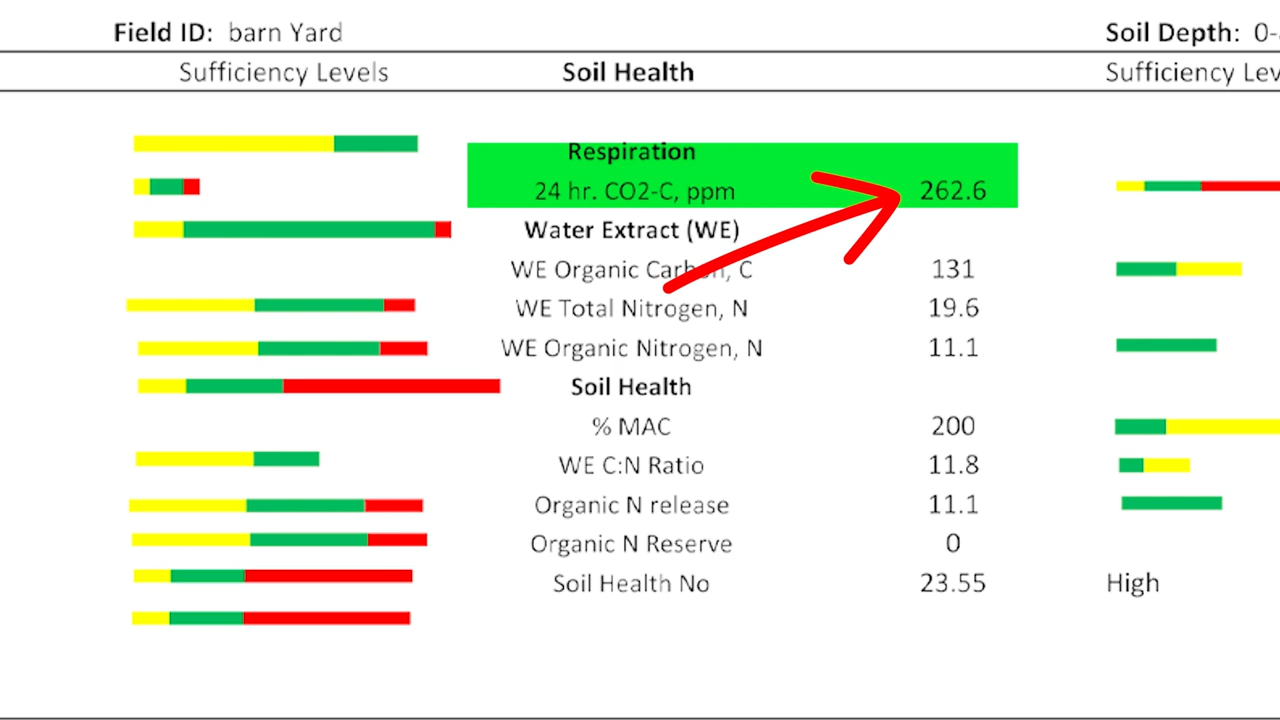 Field ID: barn Yard Soil Depth: 0-
Sufficiency Levels Soil Health Sufficiency
Respiration
24 hr. CO2-C, ppm 262.6
Water Extract (WE)
WE Organic Carbon, C 131
WE Total Nitrogen, N 19.6
WE Organic Nitrogen, N 11.1
Soil Health
% MAC 200
WE C:N Ratio 11.8
Organic N release 11.1
Organic N Reserve 0
Soil Health No 23.55 High